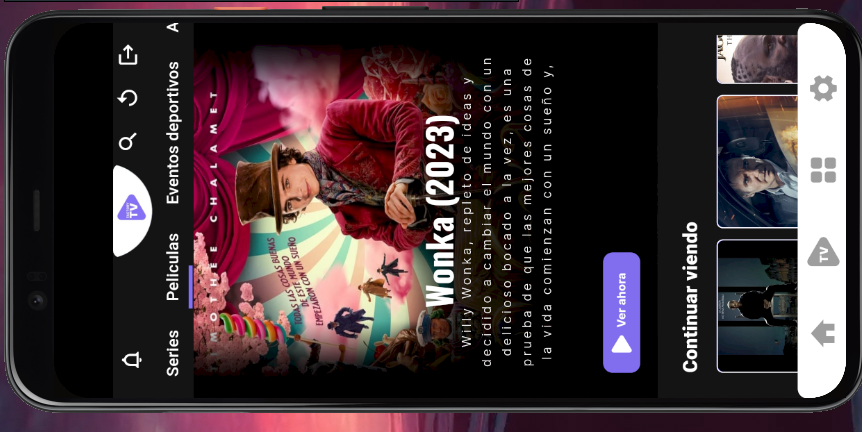 TV
Series
Peliculas
Eventos deportivos
A
TIMOTHÉE CHALAMET
TODAS LAS COSAS BUENAS
DE ESTE MUNDO
EMPEZARON CON UN SUEÑO
Wonka (2023)
Willy Wonka, repleto de ideas y
decidido a cambiar el mundo con un
delicioso bocado a la vez, es una
prueba de que las mejores cosas de
la vida comienzan con un sueño y,
Ver ahora
Continuar viendo
TV